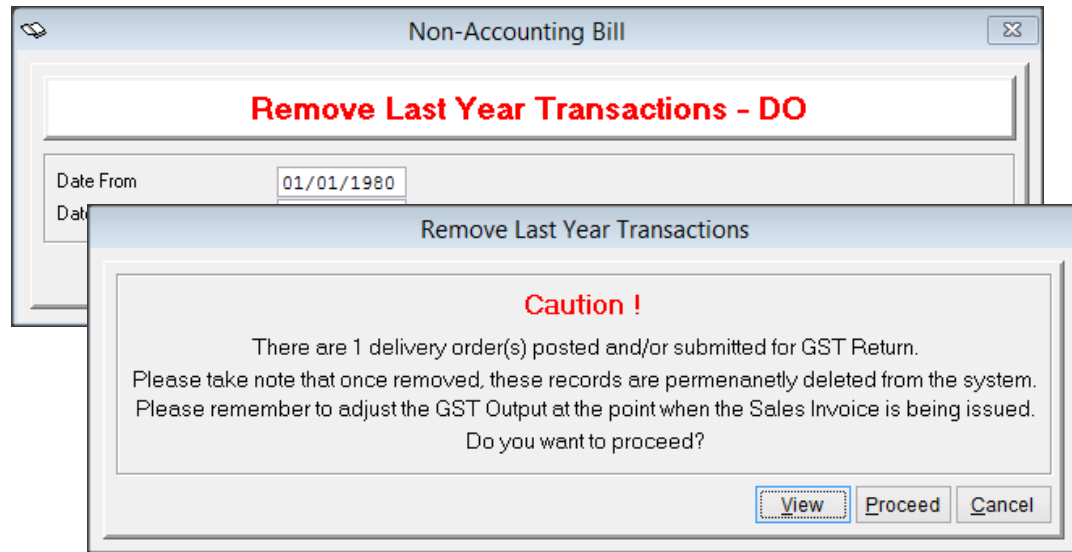 Non-Accounting Bill
Remove Last Year Transactions - DO
Date From 01/01/1980
Remove Last Year Transactions
Caution !
There are 1 delivery order(s) posted and/or submitted for GST Return.
Please take note that once removed, these records are permenanetly deleted from the system.
Please remember to adjust the GST Output at the point when the Sales Invoice is being issued.
Do you want to proceed?
View Proceed Cancel